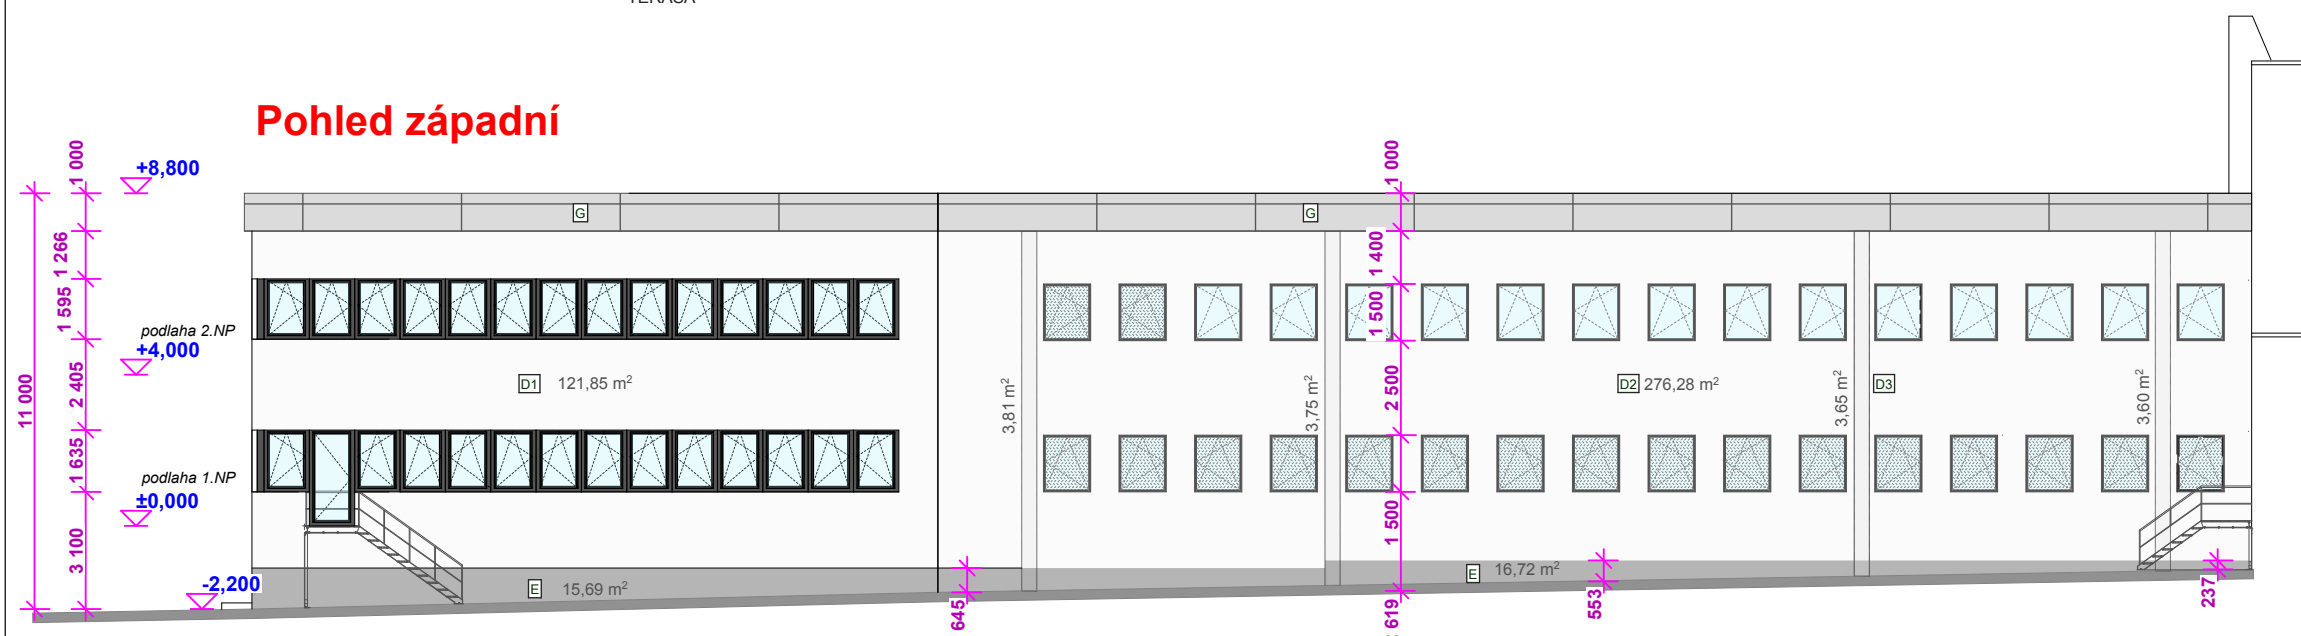 TERASA
Pohled západní
+8,800
1 000
1 000
G
G
1 266
1 400
1 595
1 500
podlaha 2.NP
+4,000
11 000
2 405
2 500
D1 121,85 m²
3,81 m²
3,75 m²
D2 276,28 m²
3,65 m²
D3
3,60 m²
1 635
podlaha 1.NP
±0,000
3 100
1 500
-2,200
E 15,69 m²
645
619
E 16,72 m²
553
237